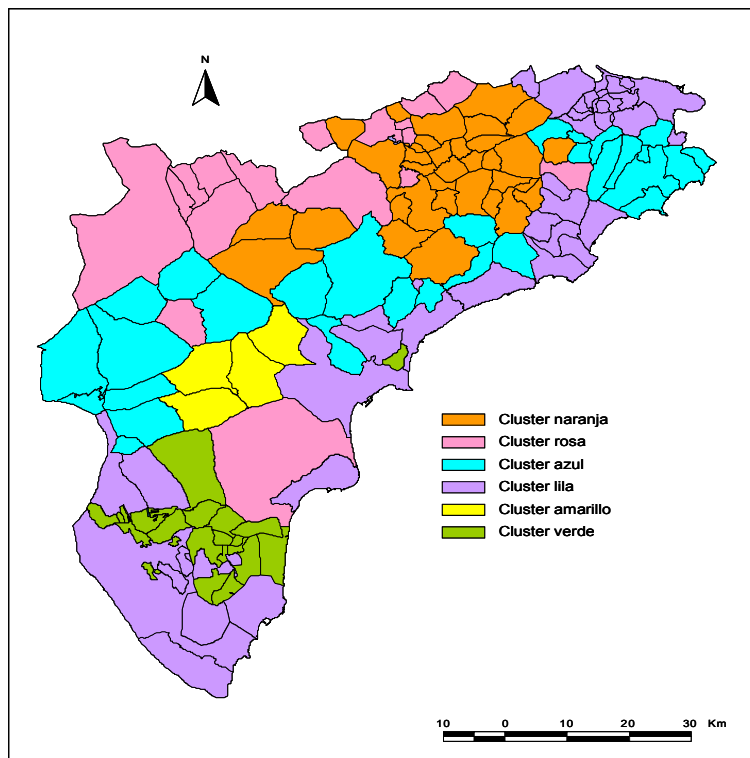 N
Cluster naranja
Cluster rosa
Cluster azul
Cluster lila
Cluster amarillo
Cluster verde
10 0 10 20 30 Km